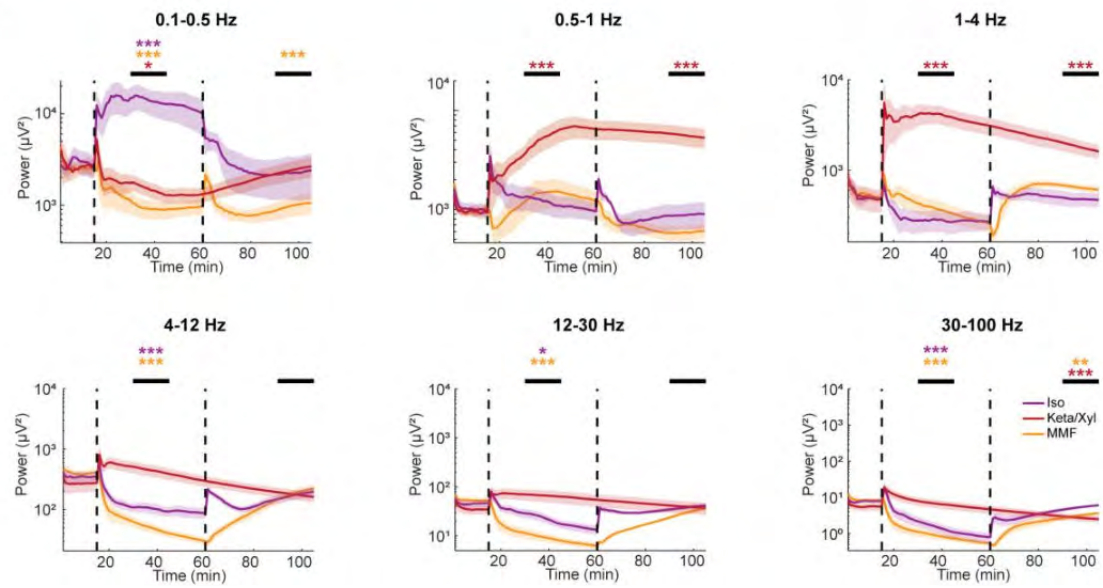 0.1-0.5 Hz
***
***
*
***
Power (µV²)
10⁴
10³
20 40 60 80 100
Time (min)
0.5-1 Hz
***
***
Power (µV²)
10⁴
10³
20 40 60 80 100
Time (min)
1-4 Hz
***
***
Power (µV²)
10⁴
10³
20 40 60 80 100
Time (min)
4-12 Hz
***
***
Power (µV²)
10⁴
10³
10²
20 40 60 80 100
Time (min)
12-30 Hz
*
***
Power (µV²)
10⁴
10³
10²
10¹
20 40 60 80 100
Time (min)
30-100 Hz
***
***
**
***
Power (µV²)
10⁴
10³
10²
10¹
10⁰
Iso
Keta/Xyl
MMF
20 40 60 80 100
Time (min)